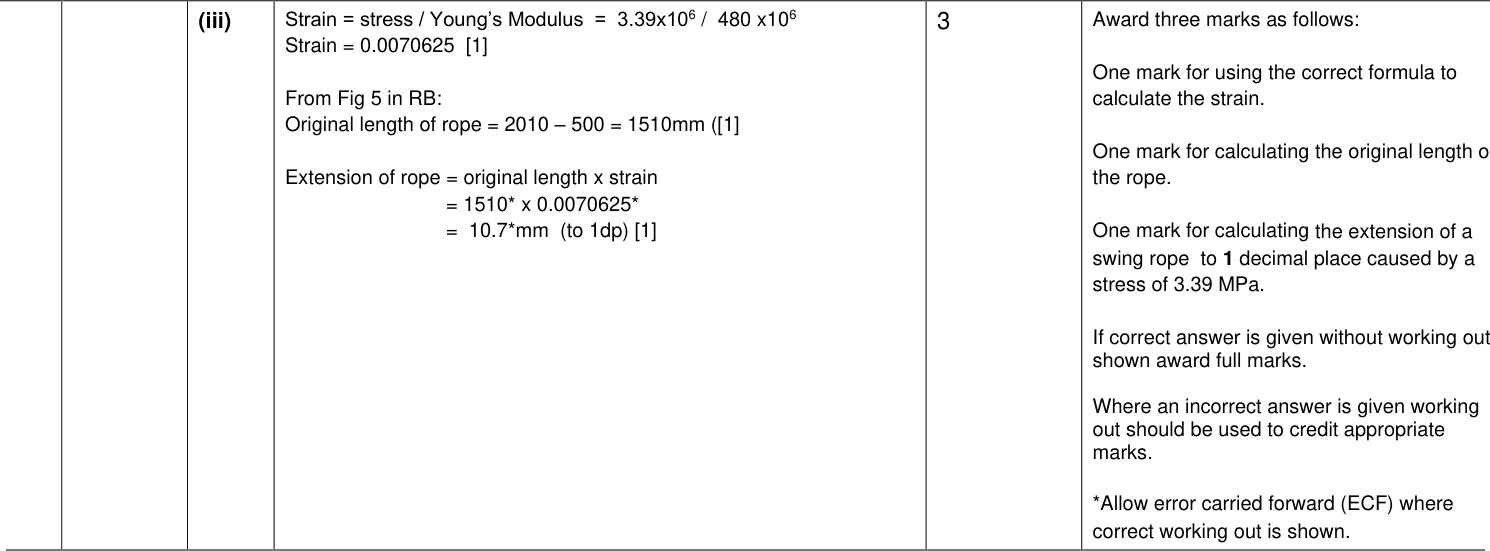 (iii)
Strain = stress / Young's Modulus = 3.39x10⁶ / 480 x10⁶
Strain = 0.0070625 [1]
From Fig 5 in RB:
Original length of rope = 2010 – 500 = 1510mm ([1]
Extension of rope = original length x strain
= 1510* x 0.0070625*
= 10.7*mm (to 1dp) [1]
3
Award three marks as follows:
One mark for using the correct formula to
calculate the strain.
One mark for calculating the original length o
the rope.
One mark for calculating the extension of a
swing rope to 1 decimal place caused by a
stress of 3.39 MPa.
If correct answer is given without working out
shown award full marks.
Where an incorrect answer is given working
out should be used to credit appropriate
marks.
*Allow error carried forward (ECF) where
correct working out is shown.